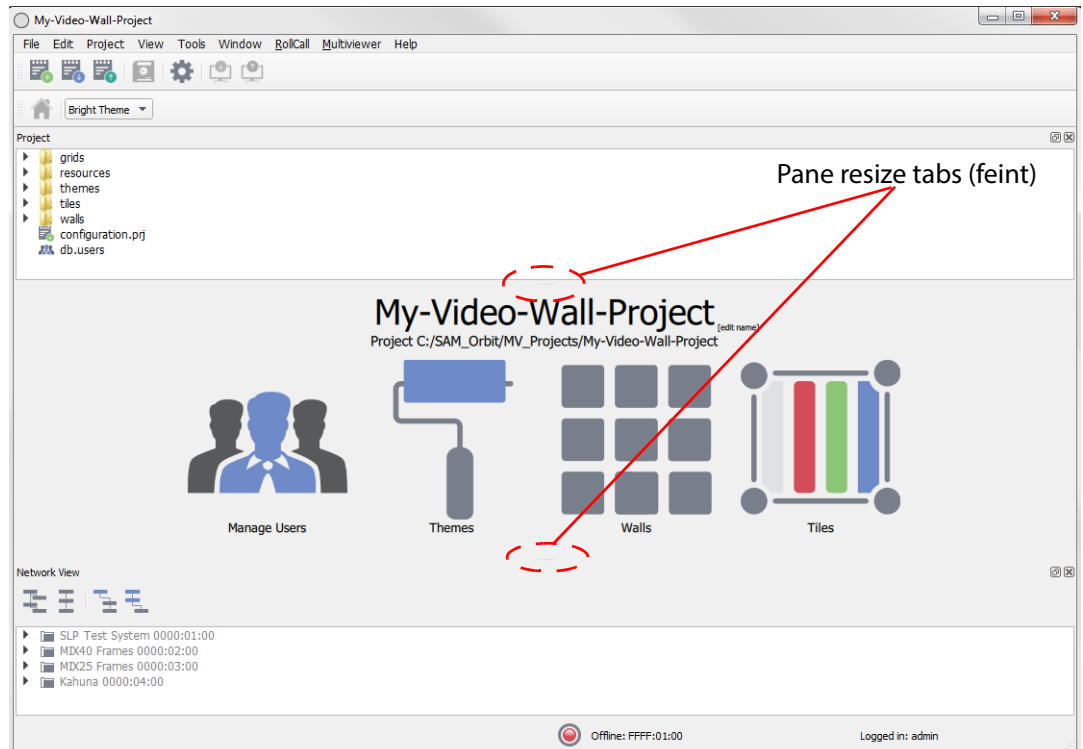 My-Video-Wall-Project
File Edit Project View Tools Window RollCall Multiviewer Help
Bright Theme
Project
grids
resources
themes
tiles
walls
configuration.prj
db.users
Pane resize tabs (feint)
My-Video-Wall-Project [edit name]
Project C:/SAM_Orbit/MV_Projects/My-Video-Wall-Project
Manage Users Themes Walls Tiles
Network View
SLP Test System 0000:01:00
MIX40 Frames 0000:02:00
MIX25 Frames 0000:03:00
Kahuna 0000:04:00
Offline: FFFF:01:00 Logged in: admin